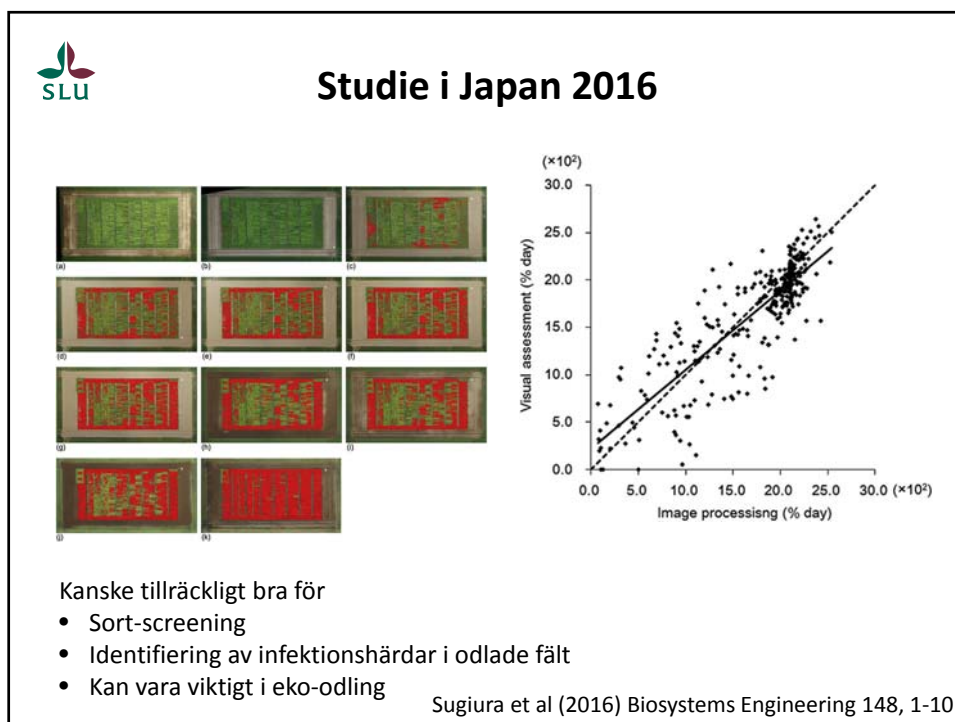 SLU
Studie i Japan 2016
(a)
(b)
(c)
(d)
(e)
(f)
(g)
(h)
(i)
(j)
(k)
(×10²)
30.0
25.0
20.0
15.0
10.0
5.0
0.0
Visual assessment (% day)
0.0 5.0 10.0 15.0 20.0 25.0 30.0 (×10²)
Image processisng (% day)
Kanske tillräckligt bra för
• Sort-screening
• Identifiering av infektionshärdar i odlade fält
• Kan vara viktigt i eko-odling
Sugiura et al (2016) Biosystems Engineering 148, 1-10